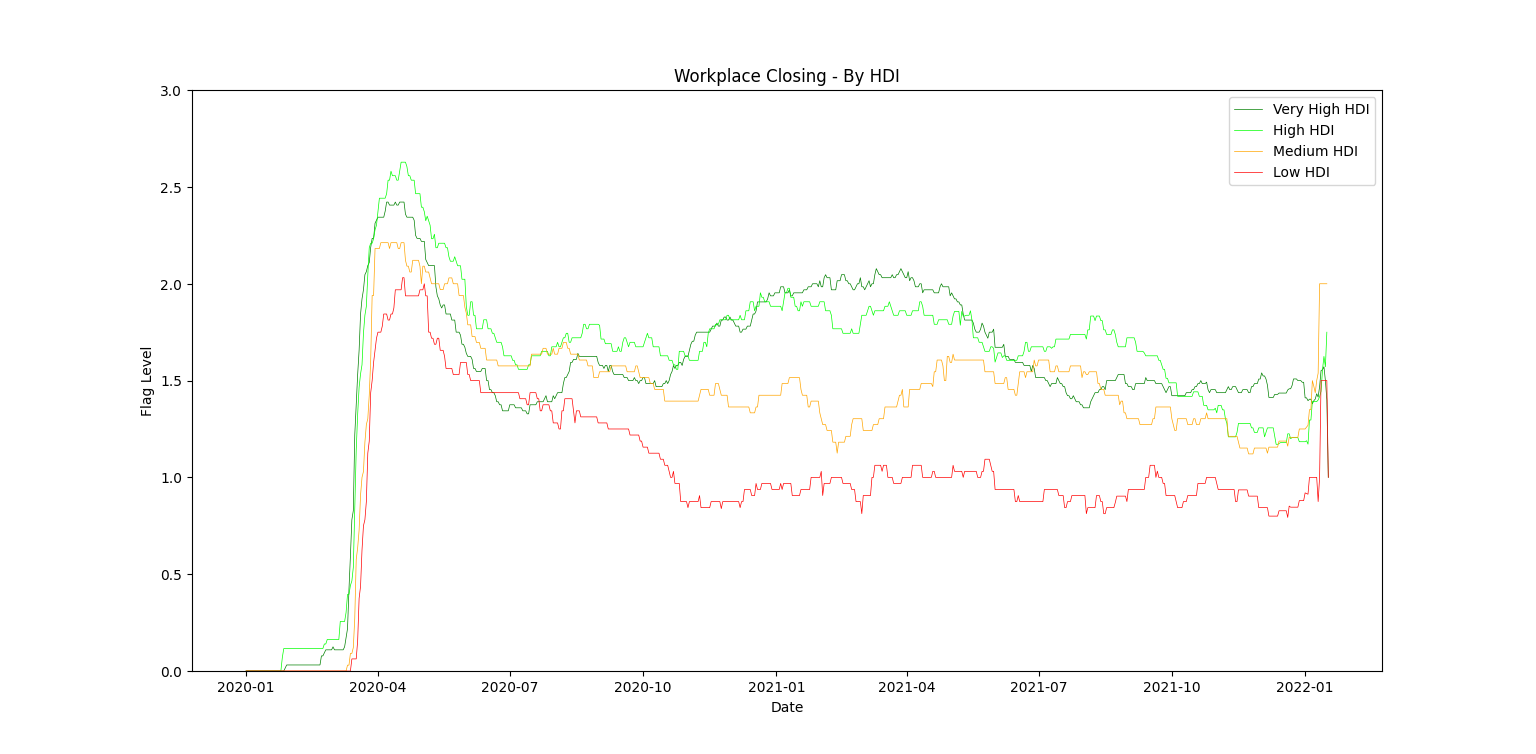 Workplace Closing - By HDI
3.0
2.5
2.0
1.5
1.0
0.5
0.0
Flag Level
Very High HDI
High HDI
Medium HDI
Low HDI
2020-01
2020-04
2020-07
2020-10
2021-01
2021-04
2021-07
2021-10
2022-01
Date